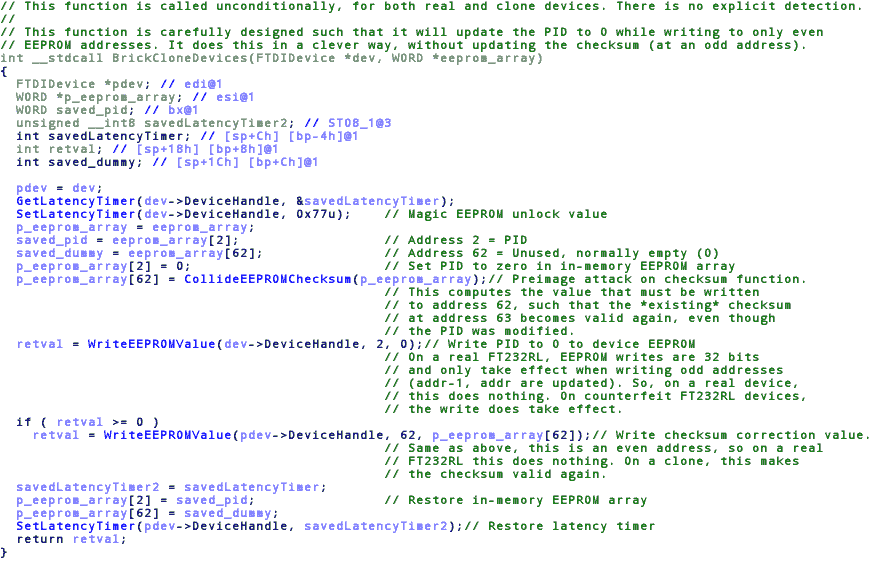 // This function is called unconditionally, for both real and clone devices. There is no explicit detection.
//
// This function is carefully designed such that it will update the PID to 0 while writing to only even
// EEPROM addresses. It does this in a clever way, without updating the checksum (at an odd address).
int __stdcall BrickCloneDevices(FTDIDevice *dev, WORD *eeprom_array)
{
  FTDIDevice *pdev; // edi@1
  WORD *p_eeprom_array; // esi@1
  WORD saved_pid; // bx@1
  unsigned __int8 savedLatencyTimer2; // ST08_1@3
  int savedLatencyTimer; // [sp+Ch] [bp-4h]@1
  int retval; // [sp+18h] [bp+8h]@1
  int saved_dummy; // [sp+1Ch] [bp+Ch]@1

  pdev = dev;
  GetLatencyTimer(dev->DeviceHandle, &savedLatencyTimer);
  SetLatencyTimer(dev->DeviceHandle, 0x77u);    // Magic EEPROM unlock value
  p_eeprom_array = eeprom_array;
  saved_pid = eeprom_array[2];                  // Address 2 = PID
  saved_dummy = eeprom_array[62];               // Address 62 = Unused, normally empty (0)
  p_eeprom_array[2] = 0;                        // Set PID to zero in in-memory EEPROM array
  p_eeprom_array[62] = CollideEEPROMChecksum(p_eeprom_array);// Preimage attack on checksum function.
                                                // This computes the value that must be written
                                                // to address 62, such that the *existing* checksum
                                                // at address 63 becomes valid again, even though
                                                // the PID was modified.
  retval = WriteEEPROMValue(dev->DeviceHandle, 2, 0);// Write PID to 0 to device EEPROM
                                                // On a real FT232RL, EEPROM writes are 32 bits
                                                // and only take effect when writing odd addresses
                                                // (addr-1, addr are updated). So, on a real device,
                                                // this does nothing. On counterfeit FT232RL devices,
                                                // the write does take effect.
  if ( retval >= 0 )
    retval = WriteEEPROMValue(pdev->DeviceHandle, 62, p_eeprom_array[62]);// Write checksum correction value.
                                                // Same as above, this is an even address, so on a real
                                                // FT232RL this does nothing. On a clone, this makes
                                                // the checksum valid again.
  savedLatencyTimer2 = savedLatencyTimer;
  p_eeprom_array[2] = saved_pid;                // Restore in-memory EEPROM array
  p_eeprom_array[62] = saved_dummy;
  SetLatencyTimer(pdev->DeviceHandle, savedLatencyTimer2);// Restore latency timer
  return retval;
}